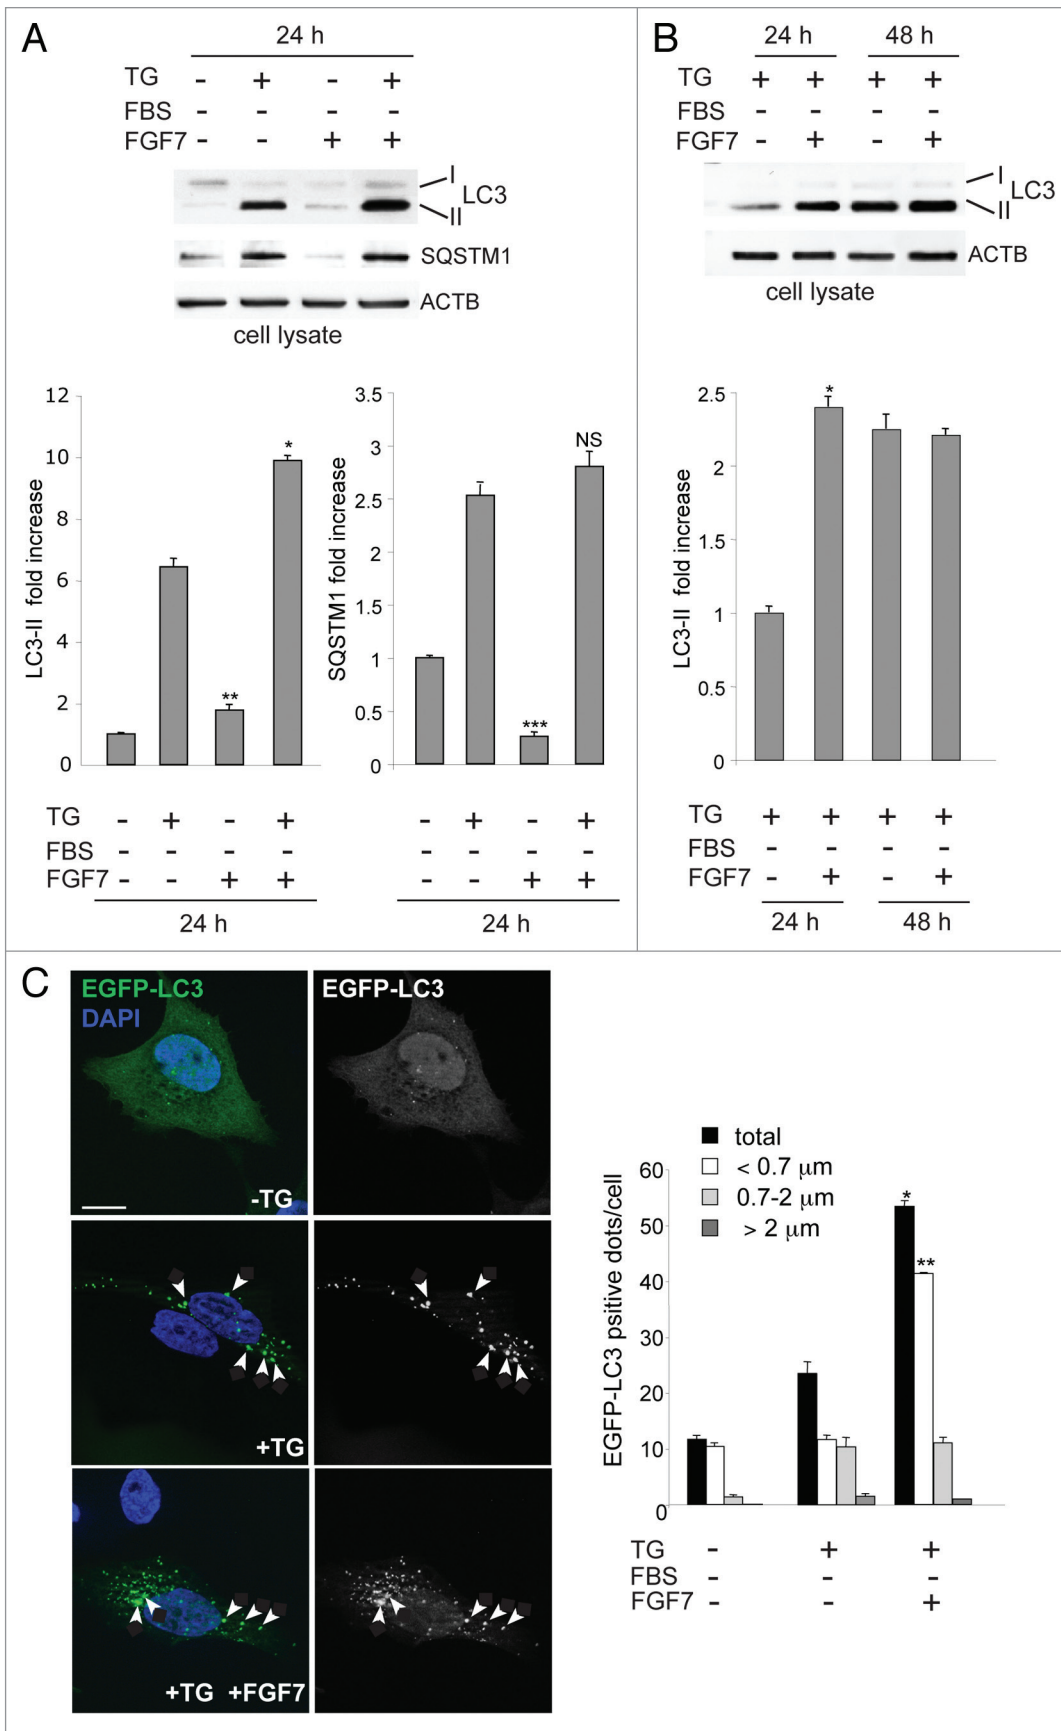 A
24 h
TG - + - +
FBS - - - -
FGF7 - - + +
I
LC3
II
SQSTM1
ACTB
cell lysate
12
10
8
6
4
2
0
LC3-II fold increase
*
**
3.5
3
2.5
2
1.5
1
0.5
0
SQSTM1 fold increase
NS
***
TG - + - +
FBS - - - -
FGF7 - - + +
24 h
- + - +
- - - -
- - + +
24 h
B
24 h 48 h
TG + + + +
FBS - - - -
FGF7 - + - +
I
LC3
II
ACTB
cell lysate
2.5
2
1.5
1
0.5
0
LC3-II fold increase
*
TG + + + +
FBS - - - -
FGF7 - + - +
24 h 48 h
C
EGFP-LC3
DAPI
-TG
EGFP-LC3
+TG
+TG +FGF7
total
< 0.7 μm
0.7-2 μm
> 2 μm
60
50
40
30
20
10
0
EGFP-LC3 psitive dots/cell
*
**
TG - + +
FBS - - -
FGF7 - - +